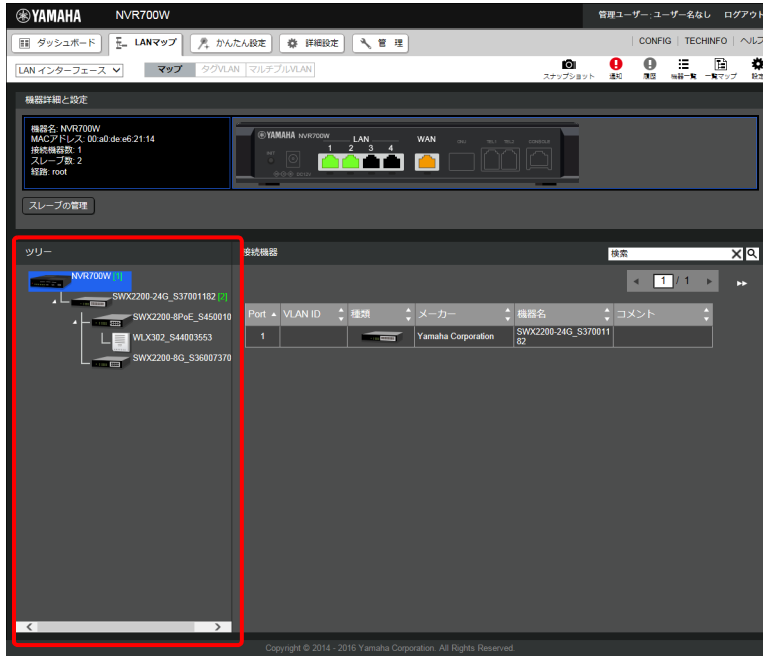 YAMAHA NVR700W 管理ユーザー: ユーザー名なし ログアウト
ダッシュボード LANマップ かんたん設定 詳細設定 管 理 CONFIG TECHINFO ヘルプ
LAN インターフェース マップ タグVLAN マルチプルVLAN スナップショット 通知 履歴 機器一覧 一覧マップ 設定
機器詳細と設定
機器名: NVR700W
MACアドレス: 00:a0:de:e6:21:14
接続機器数: 1
スレーブ数: 2
経路: root
YAMAHA NVR700W LAN WAN ONU TEL1 TEL2 CONSOLE
1 2 3 4
スレーブの管理
ツリー
NVR700W [1]
SWX2200-24G_S37001182 [2]
SWX2200-8PoE_S450010
WLX302_S44003553
SWX2200-8G_S36007370
接続機器 検索
1 / 1
Port VLAN ID 種類 メーカー 機器名 コメント
1 Yamaha Corporation SWX2200-24G_S370011
82
Copyright © 2014 - 2016 Yamaha Corporation. All Rights Reserved.